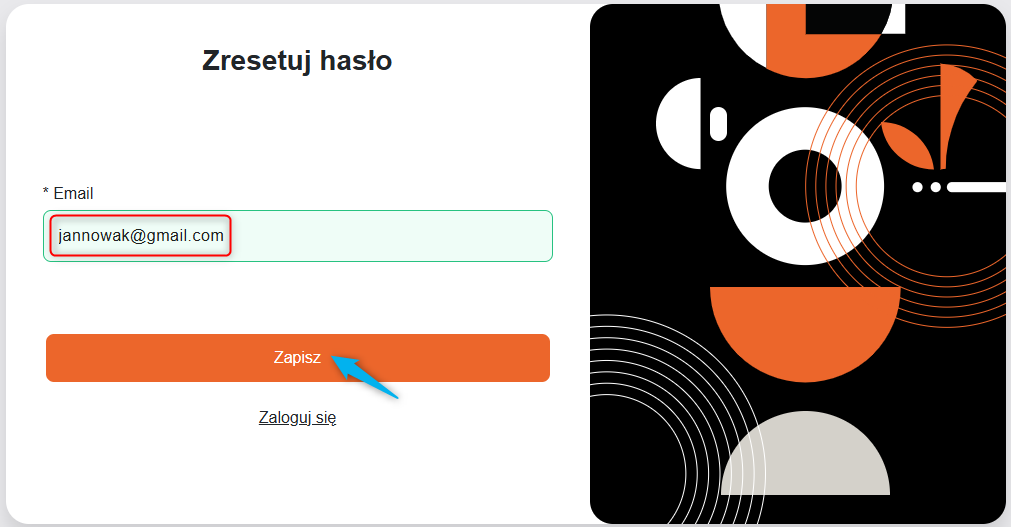 Zresetuj hasło
* Email
jannowak@gmail.com
Zapisz
Zaloguj się